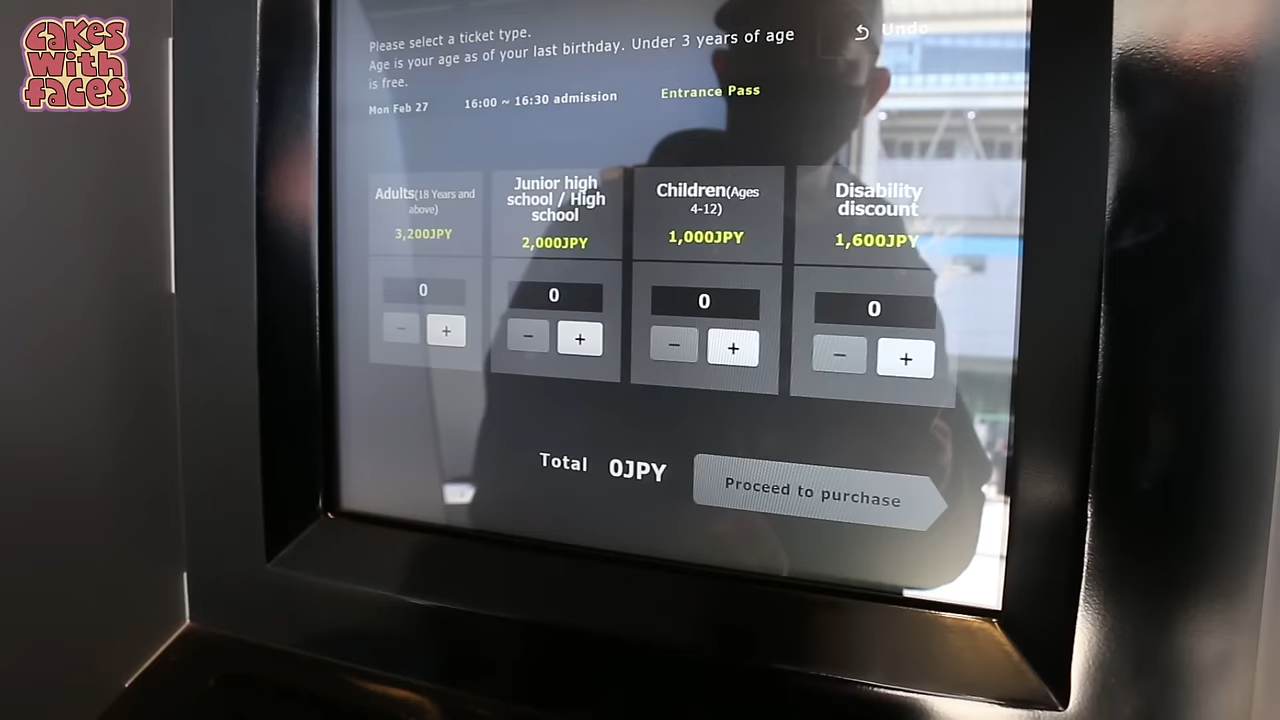 Cakes
With
faces
Please select a ticket type.
Undo
Age is your age as of your last birthday. Under 3 years of age
is free.
Mon Feb 27 16:00 ~ 16:30 admission Entrance Pass
Adults(18 Years and
above)
3,200JPY
0
- +
Junior high
school / High
school
2,000JPY
0
- +
Children(Ages
4-12)
1,000JPY
0
- +
Disability
discount
1,600JPY
0
- +
Total 0JPY
Proceed to purchase